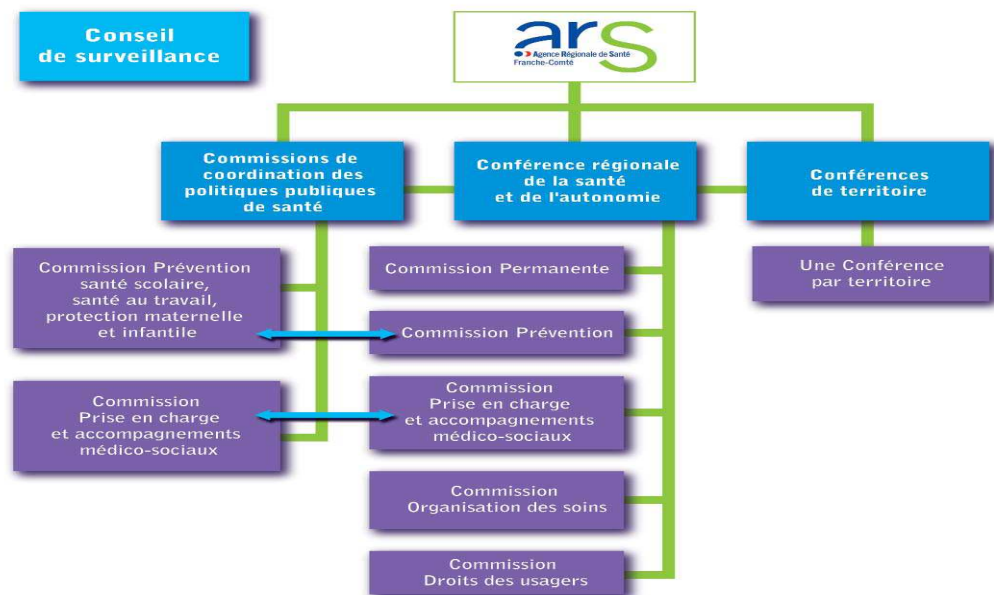 Conseil
de surveillance
ars
Agence Régionale de Santé
Franche-Comté
Commissions de
coordination des
politiques publiques
de santé
Conférence régionale
de la santé
et de l'autonomie
Conférences
de territoire
Commission Prévention
santé scolaire,
santé au travail,
protection maternelle
et infantile
Commission
Prise en charge
et accompagnements
médico-sociaux
Commission Permanente
Commission Prévention
Commission
Prise en charge
et accompagnements
médico-sociaux
Commission
Organisation des soins
Commission
Droits des usagers
Une Conférence
par territoire